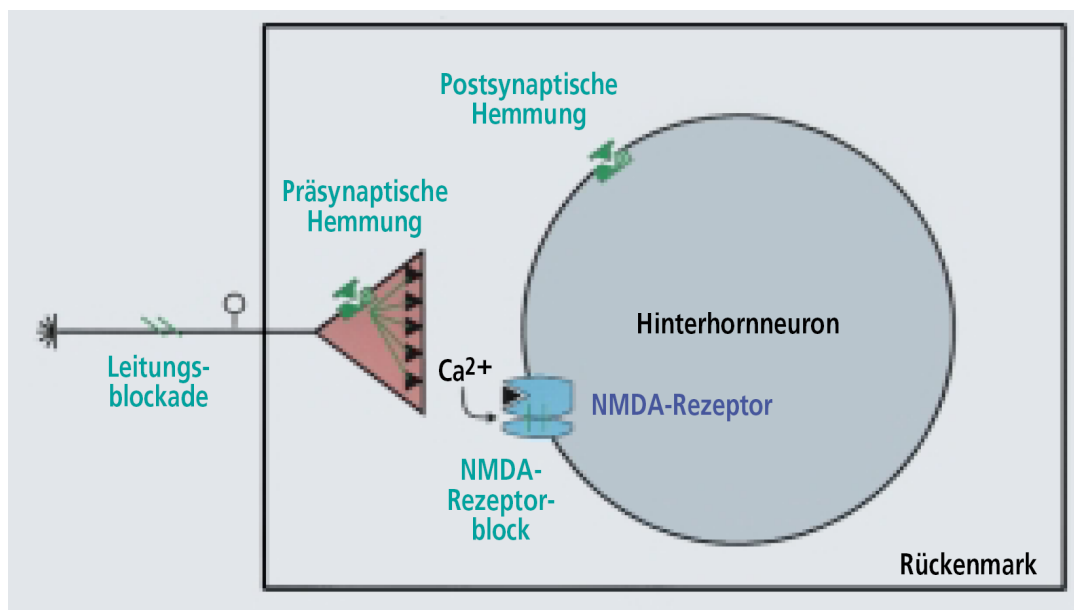 Postsynaptische
Hemmung
Präsynaptische
Hemmung
Hinterhornneuron
Leitungs-
blockade
Ca2+
NMDA-Rezeptor
NMDA-
Rezeptor-
block
Rückenmark